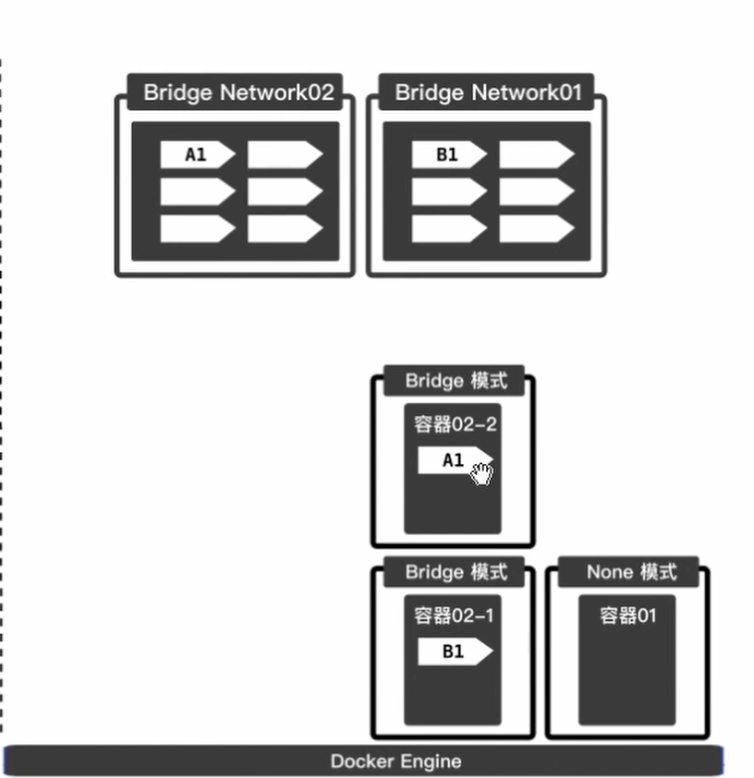 Bridge Network02
Bridge Network01
A1
B1
Bridge 模式
容器02-2
A1
Bridge 模式
None 模式
容器02-1
容器01
B1
Docker Engine